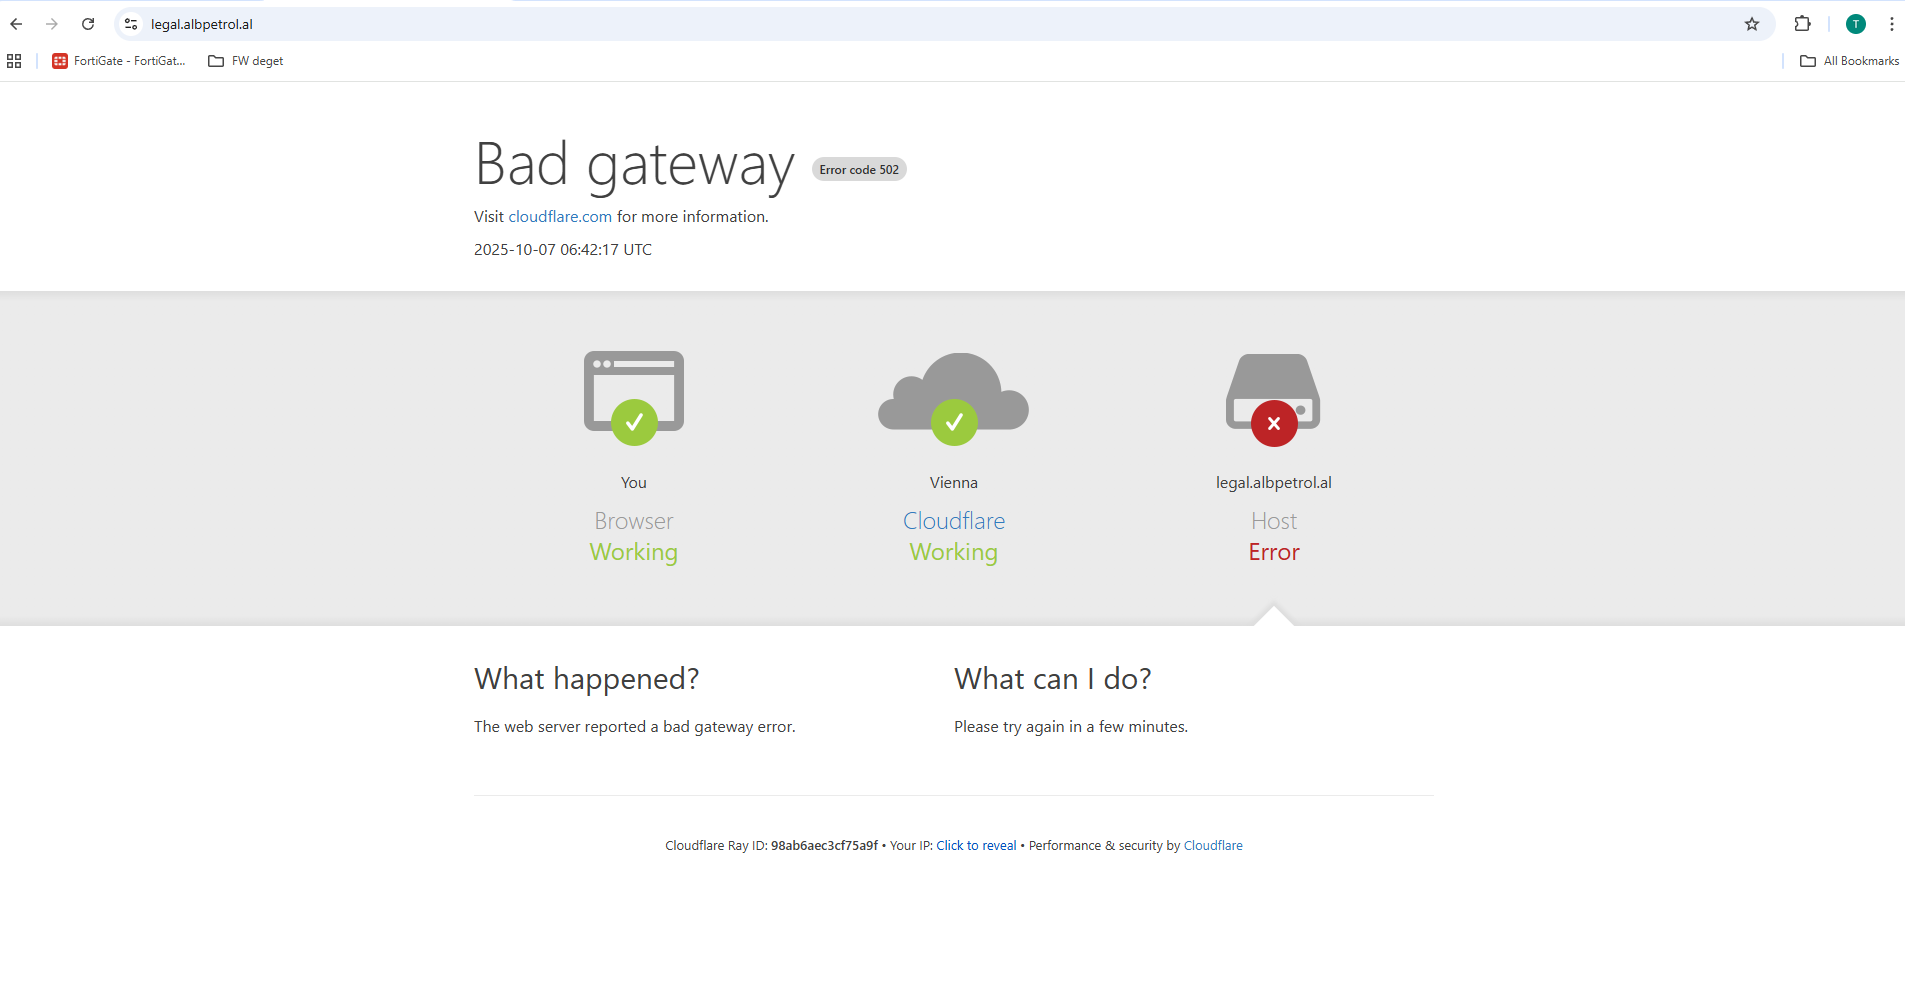 legal.albpetrol.al
T
FortiGate - FortiGat...
FW deget
All Bookmarks
Bad gateway Error code 502
Visit cloudflare.com for more information.
2025-10-07 06:42:17 UTC
You
Browser
Working
Vienna
Cloudflare
Working
legal.albpetrol.al
Host
Error
What happened?
The web server reported a bad gateway error.
What can I do?
Please try again in a few minutes.
Cloudflare Ray ID: 98ab6aec3cf75a9f • Your IP: Click to reveal • Performance & security by Cloudflare